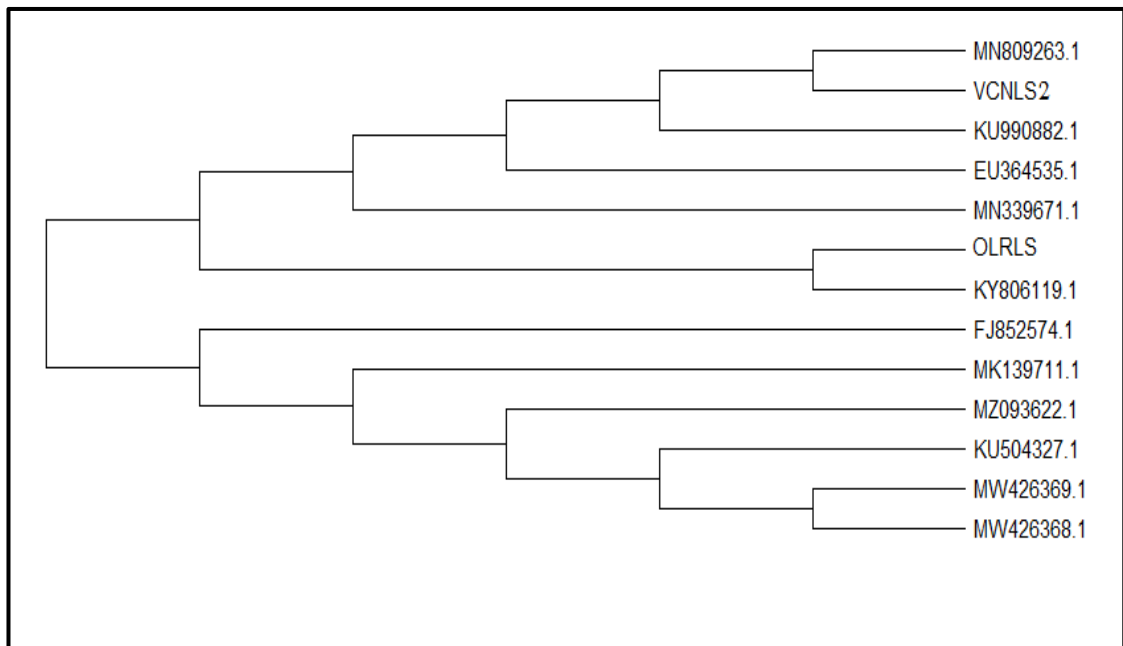 MN809263.1
VCNLS2
KU990882.1
EU364535.1
MN339671.1
OLRLS
KY806119.1
FJ852574.1
MK139711.1
MZ093622.1
KU504327.1
MW426369.1
MW426368.1